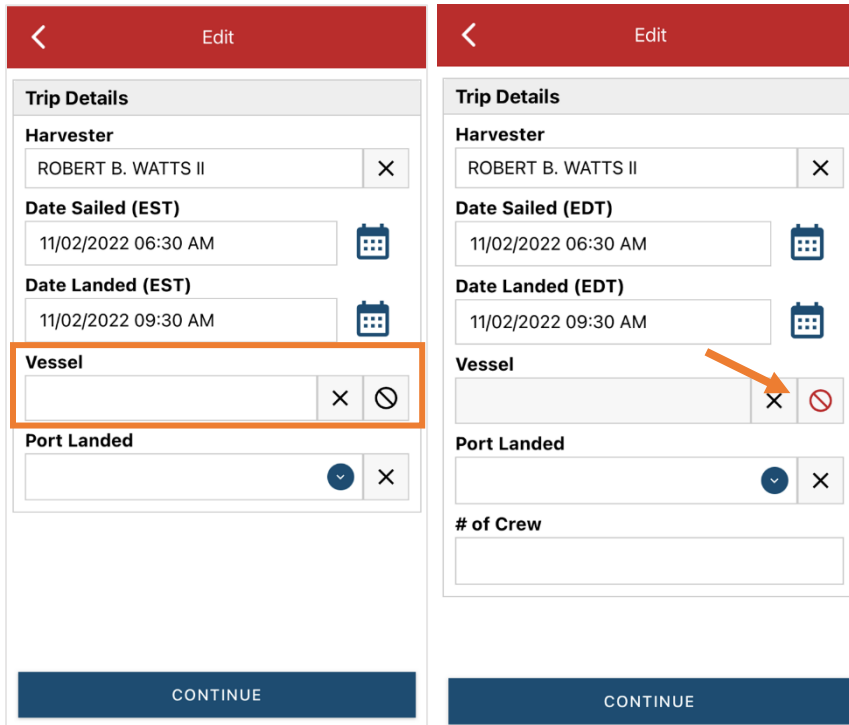 Edit
Trip Details
Harvester
ROBERT B. WATTS II
Date Sailed (EST)
11/02/2022 06:30 AM
Date Landed (EST)
11/02/2022 09:30 AM
Vessel
Port Landed
CONTINUE
Edit
Trip Details
Harvester
ROBERT B. WATTS II
Date Sailed (EDT)
11/02/2022 06:30 AM
Date Landed (EDT)
11/02/2022 09:30 AM
Vessel
Port Landed
# of Crew
CONTINUE